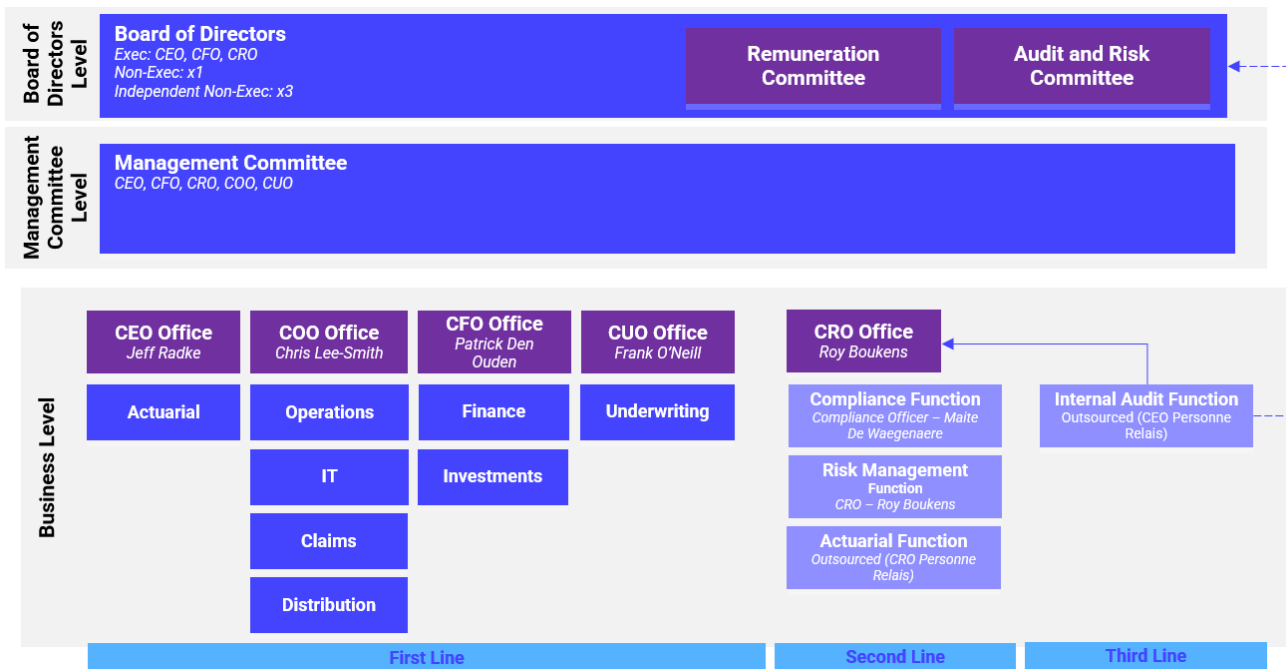 Board of
Directors
Level
Board of Directors
Exec: CEO, CFO, CRO
Non-Exec: x1
Independent Non-Exec: x3
Remuneration
Committee
Audit and Risk
Committee
Management
Committee
Level
Management Committee
CEO, CFO, CRO, COO, CUO
Business Level
CEO Office
Jeff Radke
COO Office
Chris Lee-Smith
CFO Office
Patrick Den
Ouden
CUO Office
Frank O'Neill
CRO Office
Roy Boukens
Actuarial
Operations
Finance
Underwriting
Compliance Function
Compliance Officer – Maite
De Waegenaere
Internal Audit Function
Outsourced (CEO Personne
Relais)
IT
Investments
Risk Management
Function
CRO – Roy Boukens
Claims
Actuarial Function
Outsourced (CRO Personne
Relais)
Distribution
First Line
Second Line
Third Line